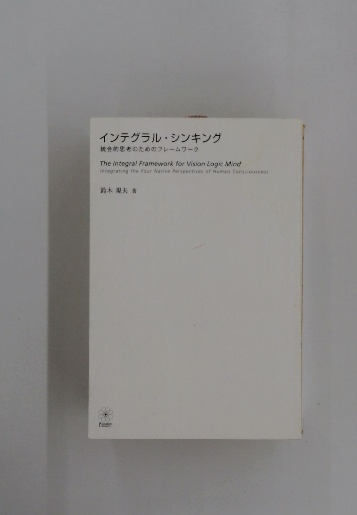 インテグラル・シンキング
統合的思考のためのフレームワーク
The Integral Framework for Vision Logic Mind
Integrating the Four Native Perspectives of Human Consciousness
鈴木 規夫 著